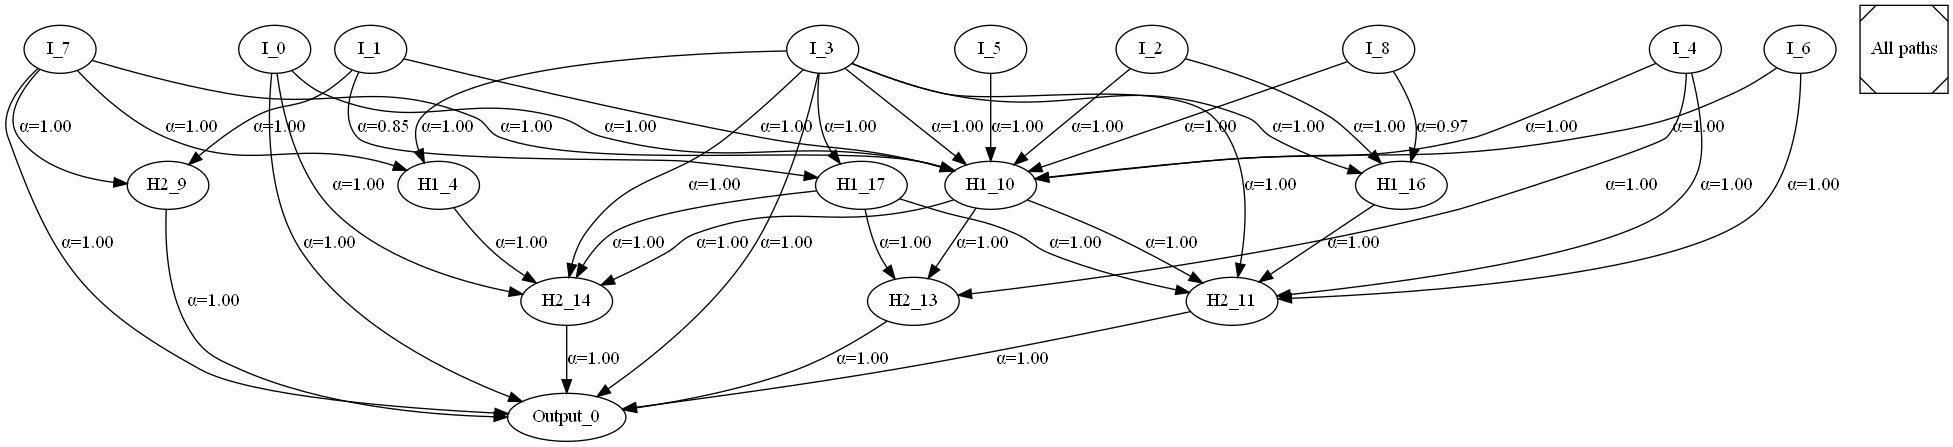 I_7 I_0 I_1 I_3 I_5 I_2 I_8 I_4 I_6 All paths
α=1.00 α=1.00 α=1.00 α=0.85 α=1.00 α=1.00 α=1.00 α=1.00 α=1.00 α=1.00 α=1.00 α=1.00 α=1.00 α=1.00 α=1.00 α=0.97 α=1.00 α=1.00
H2_9 H1_4 H1_17 H1_10 H1_16
α=1.00 α=1.00 α=1.00 α=1.00 α=1.00 α=1.00
α=1.00 α=1.00 α=1.00 α=1.00 α=1.00 α=1.00 α=1.00 α=1.00 α=1.00 α=1.00 α=1.00
α=1.00 H2_14 H2_13 H2_11
α=1.00 α=1.00 α=1.00
Output_0